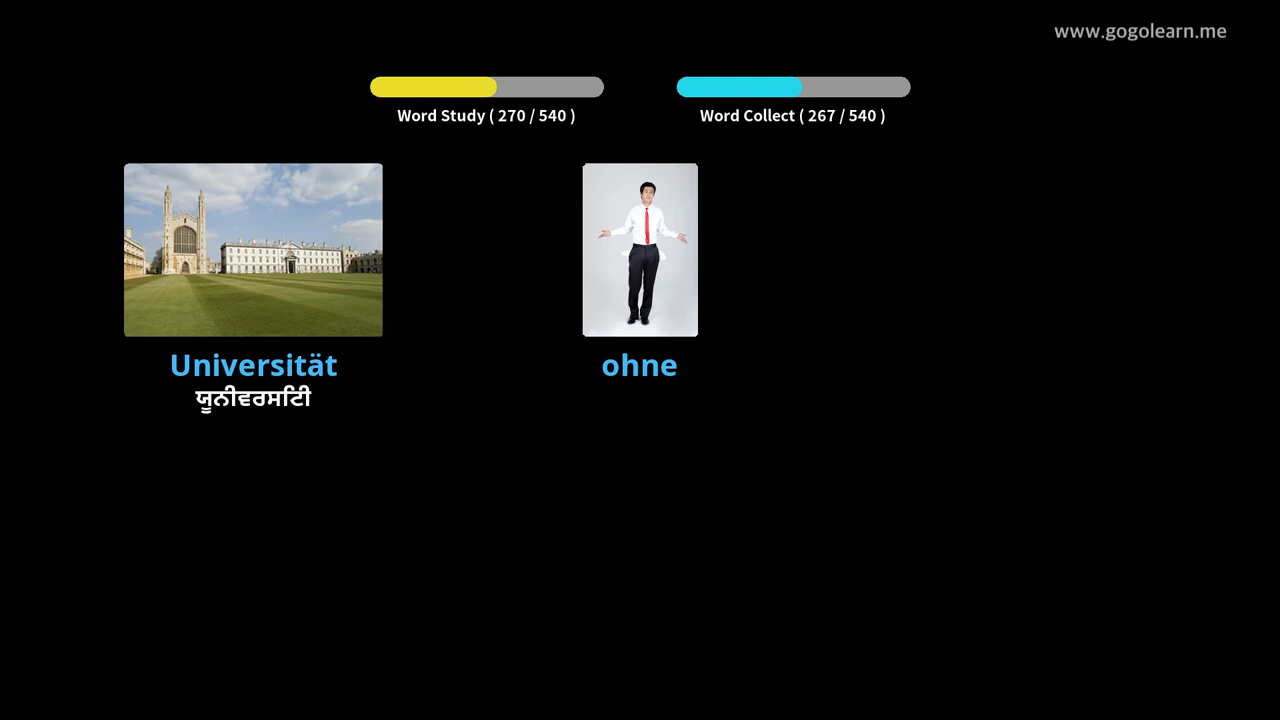 www.gogolearn.me
Word Study ( 270 / 540 )
Word Collect ( 267 / 540 )
Universität
ਯੂਨੀਵਰਸਿਟੀ
ohne